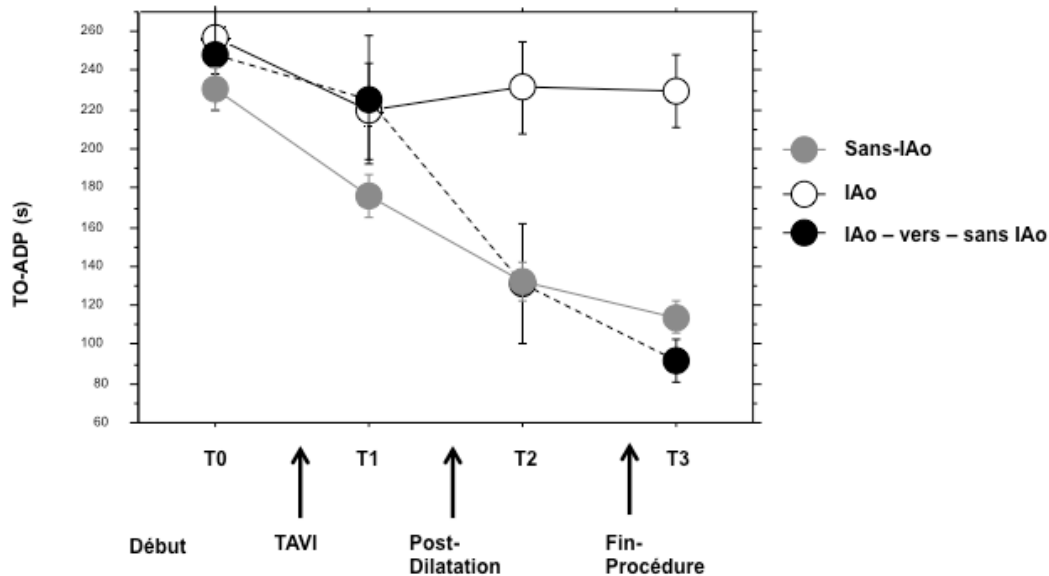 TO-ADP (s)
260
240
220
200
180
160
140
120
100
80
60
T0
T1
T2
T3
Début
TAVI
Post-
Dilatation
Fin-
Procédure
Sans-IAo
IAo
IAo – vers – sans IAo